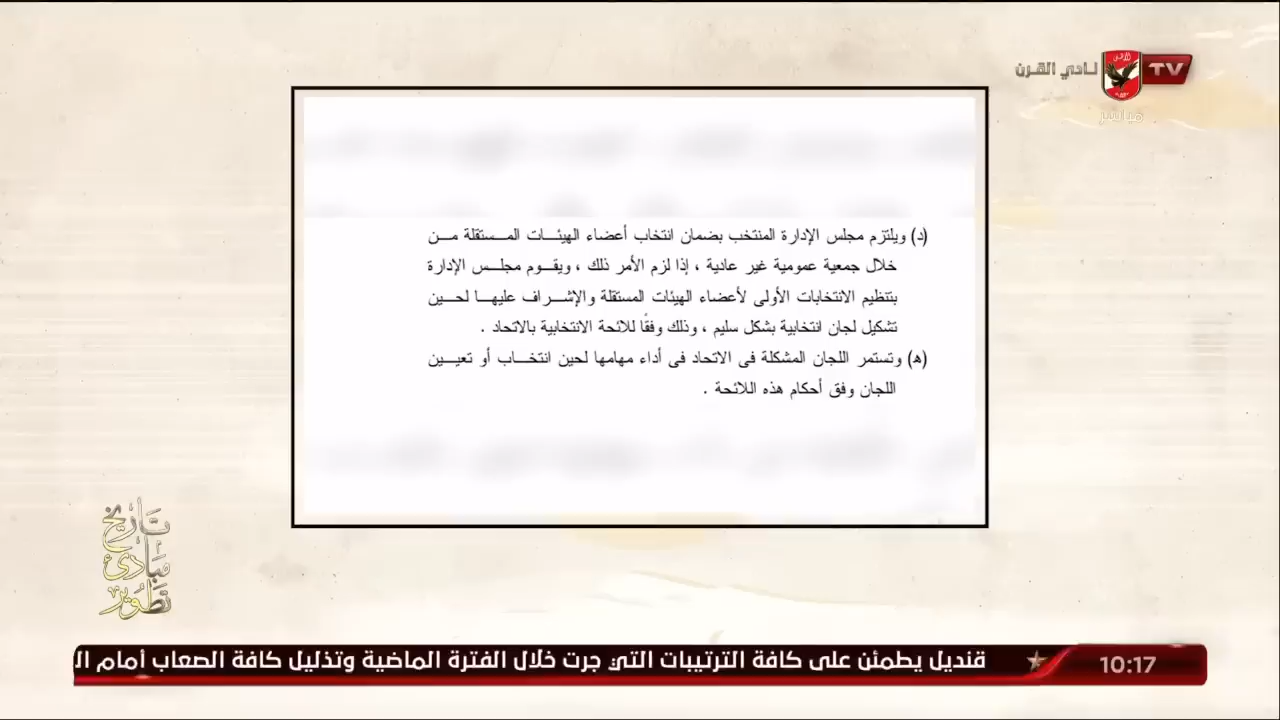 نادي القرن
TV
مباشر
(د) ويلتزم مجلس الإدارة المنتخب بضمان انتخاب أعضاء الهيئات المستقلة من
خلال جمعية عمومية غير عادية ، إذا لزم الأمر ذلك ، ويقوم مجلس الإدارة
بتنظيم الانتخابات الأولى لأعضاء الهيئات المستقلة والإشراف عليها لحين
تشكيل لجان انتخابية بشكل سليم ، وذلك وفقًا للائحة الانتخابية بالاتحاد .
(ه) وتستمر اللجان المشكلة فى الاتحاد فى أداء مهامها لحين انتخاب أو تعيين
اللجان وفق أحكام هذه اللائحة .
تاريخ
مبادئ
تطوير
10:17
قنديل يطمئن على كافة الترتيبات التي جرت خلال الفترة الماضية وتذليل كافة الصعاب أمام ال